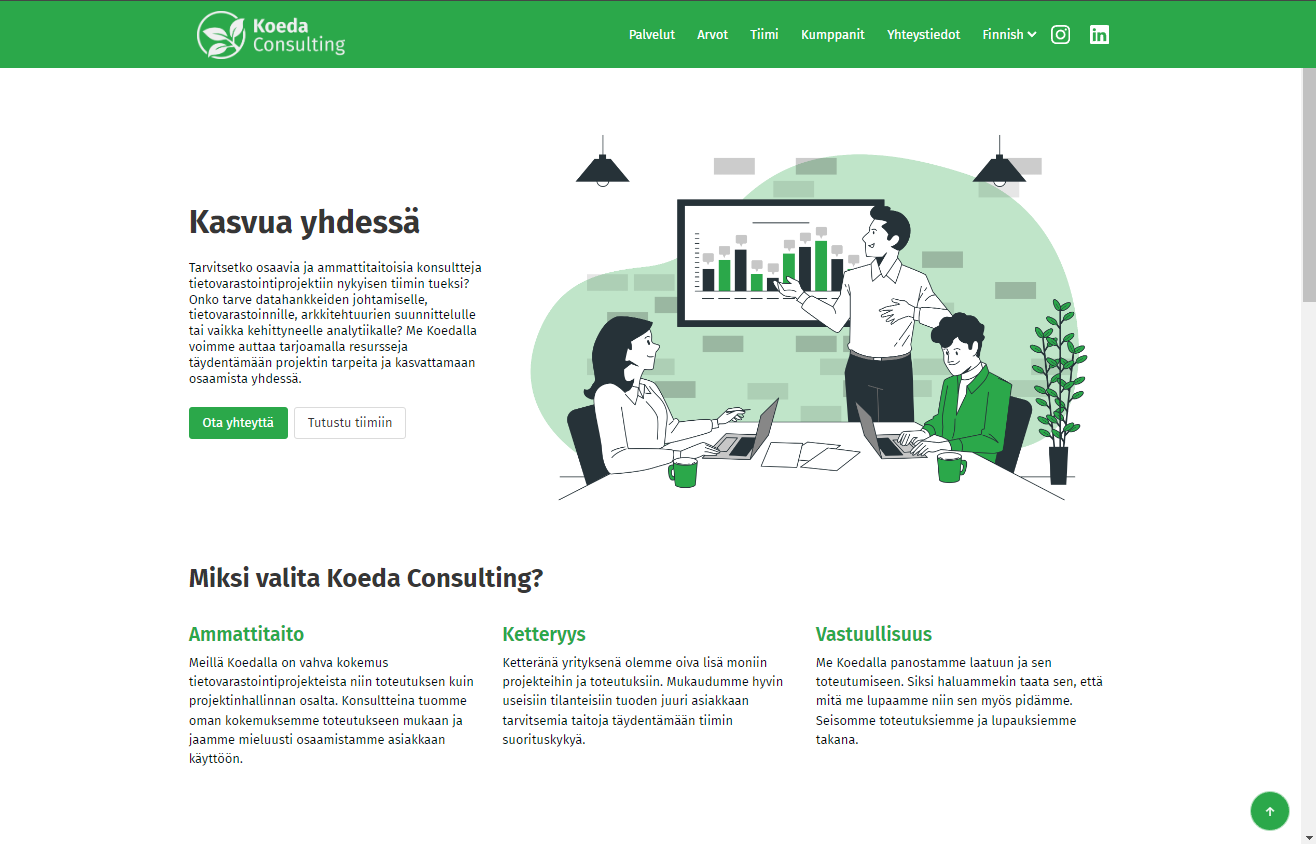 Koeda
Consulting
Palvelut
Arvot
Tiimi
Kumppanit
Yhteystiedot
Finnish
Kasvua yhdessä
Tarvitsetko osaavia ja ammattitaitoisia konsultteja
tietovarastointiprojektiin nykyisen tiimin tueksi?
Onko tarve datahankkeiden johtamiselle,
tietovarastoinnille, arkkitehtuurien suunnittelulle
tai vaikka kehittyneelle analytiikalle? Me Koedalla
voimme auttaa tarjoamalla resursseja
täydentämään projektin tarpeita ja kasvattamaan
osaamista yhdessä.
Ota yhteyttä
Tutustu tiimiin
Miksi valita Koeda Consulting?
Ammattitaito
Meillä Koedalla on vahva kokemus
tietovarastointiprojekteista niin toteutuksen kuin
projektinhallinnan osalta. Konsultteina tuomme
oman kokemuksemme toteutukseen mukaan ja
jaamme mieluusti osaamistamme asiakkaan
käyttöön.
Ketteryys
Ketteränä yrityksenä olemme oiva lisä moniin
projekteihin ja toteutuksiin. Mukaudumme hyvin
useisiin tilanteisiin tuoden juuri asiakkaan
tarvitsemia taitoja täydentämään tiimin
suorituskykyä.
Vastuullisuus
Me Koedalla panostamme laatuun ja sen
toteutumiseen. Siksi haluammekin taata sen, että
mitä me lupaamme niin sen myös pidämme.
Seisomme toteutuksiemme ja lupauksiemme
takana.